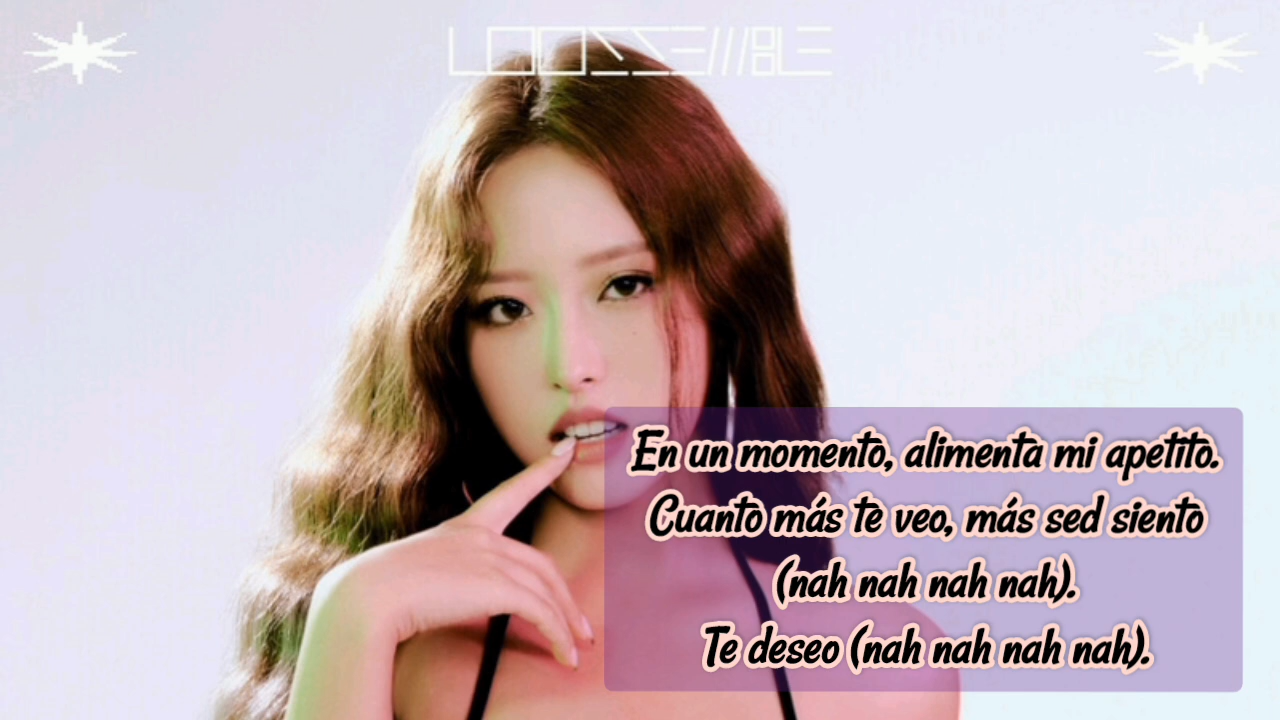 LOOSSEMBLE
En un momento, alimenta mi apetito.
Cuanto más te veo, más sed siento
(nah nah nah nah).
Te deseo (nah nah nah nah).